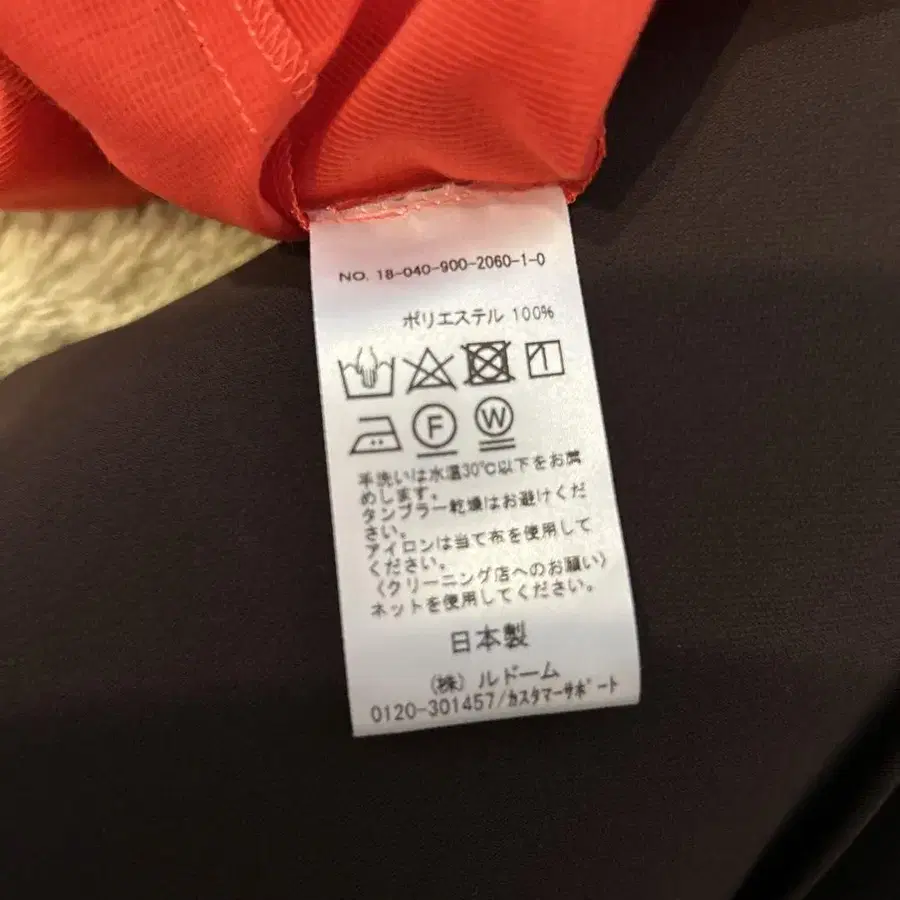 NO. 18-040-900-2060-1-0
ポリエステル 100%
F
W
手洗いは水温30℃以下をお薦
めします。
タンブラー乾燥はお避けくだ
さい。
アイロンは当て布を使用して
ください。
〈クリーニング店へのお願い〉
ネットを使用してください。
日本製
(株) ルドーム
0120-301457/カスタマーサポート